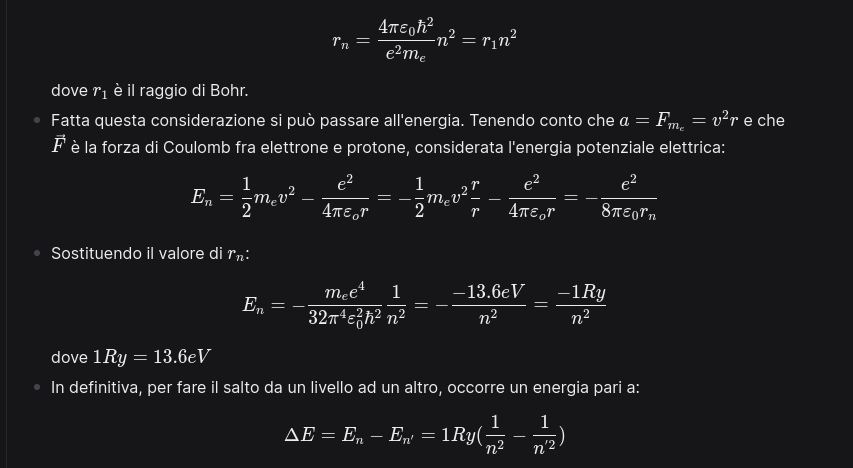 $r_n = \frac{4\pi\varepsilon_0\hbar^2}{e^2 m_e} n^2 = r_1 n^2$
dove $r_1$ è il raggio di Bohr.
• Fatta questa considerazione si può passare all'energia. Tenendo conto che $a = F_{m_e} = v^2 r$ e che
$\vec{F}$ è la forza di Coulomb fra elettrone e protone, considerata l'energia potenziale elettrica:
$E_n = \frac{1}{2} m_e v^2 - \frac{e^2}{4\pi\varepsilon_o r} = -\frac{1}{2} m_e v^2 \frac{r}{r} - \frac{e^2}{4\pi\varepsilon_o r} = -\frac{e^2}{8\pi\varepsilon_0 r_n}$
• Sostituendo il valore di $r_n$:
$E_n = -\frac{m_e e^4}{32\pi^4\varepsilon_0^2\hbar^2} \frac{1}{n^2} = -\frac{-13.6eV}{n^2} = \frac{-1Ry}{n^2}$
dove $1Ry = 13.6eV$
• In definitiva, per fare il salto da un livello ad un altro, occorre un energia pari a:
$\Delta E = E_n - E_{n'} = 1Ry(\frac{1}{n^2} - \frac{1}{n'^2})$